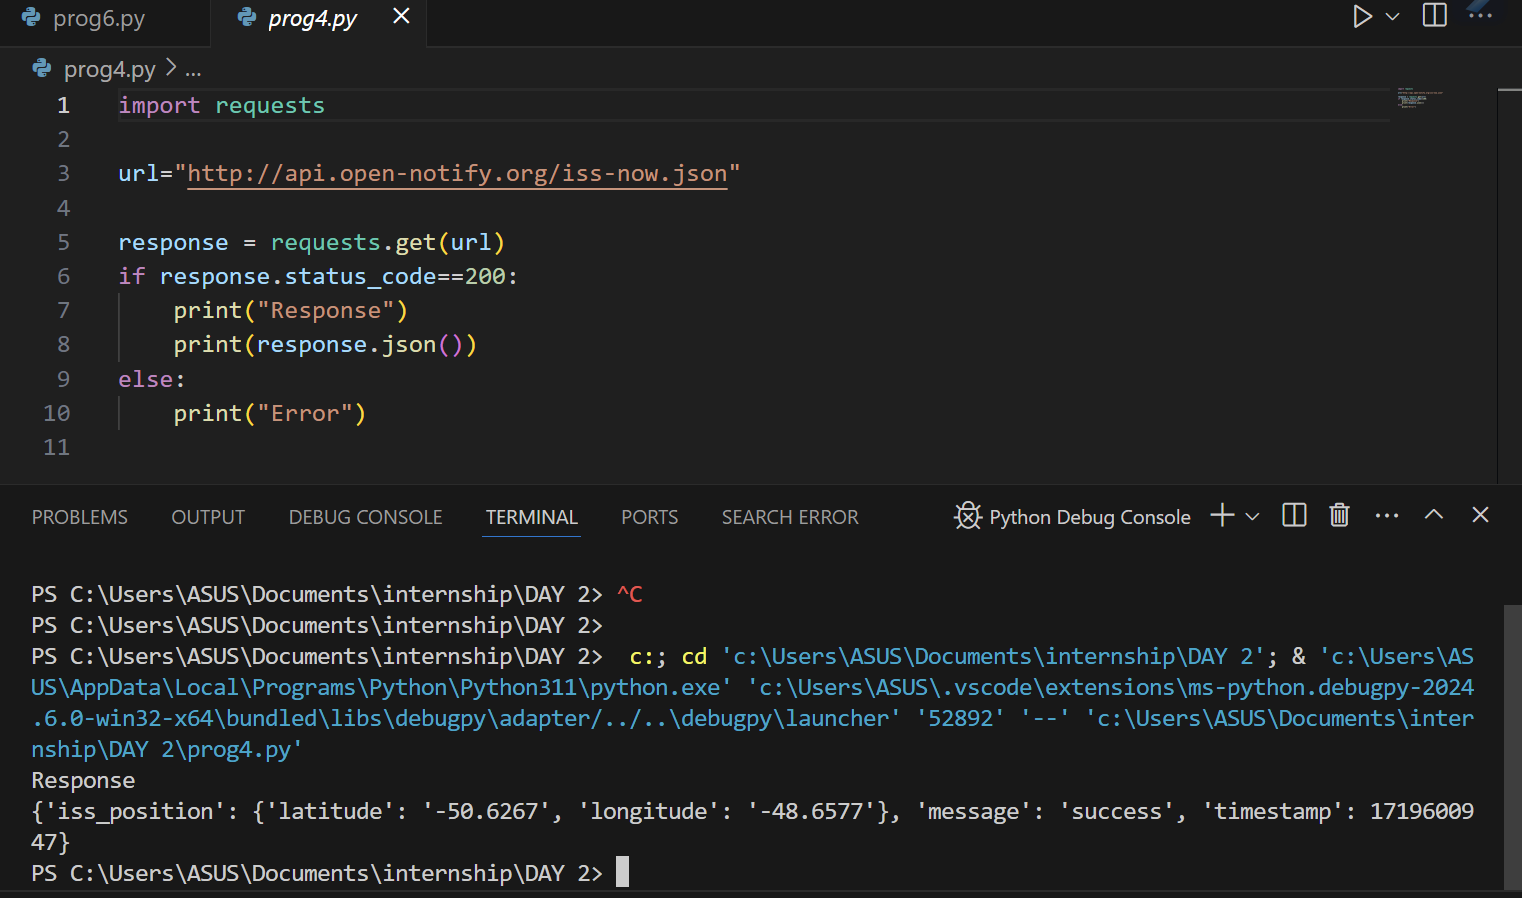 prog6.py
prog4.py
prog4.py > ...
1 import requests
2
3 url="http://api.open-notify.org/iss-now.json"
4
5 response = requests.get(url)
6 if response.status_code==200:
7     print("Response")
8     print(response.json())
9 else:
10     print("Error")
11
PROBLEMS OUTPUT DEBUG CONSOLE TERMINAL PORTS SEARCH ERROR Python Debug Console
PS C:\Users\ASUS\Documents\internship\DAY 2> ^C
PS C:\Users\ASUS\Documents\internship\DAY 2>
PS C:\Users\ASUS\Documents\internship\DAY 2>  c:; cd 'c:\Users\ASUS\Documents\internship\DAY 2'; & 'c:\Users\AS
US\AppData\Local\Programs\Python\Python311\python.exe' 'c:\Users\ASUS\.vscode\extensions\ms-python.debugpy-2024
.6.0-win32-x64\bundled\libs\debugpy\adapter/../..\debugpy\launcher' '52892' '--' 'c:\Users\ASUS\Documents\inter
nship\DAY 2\prog4.py'
Response
{'iss_position': {'latitude': '-50.6267', 'longitude': '-48.6577'}, 'message': 'success', 'timestamp': 17196009
47}
PS C:\Users\ASUS\Documents\internship\DAY 2>